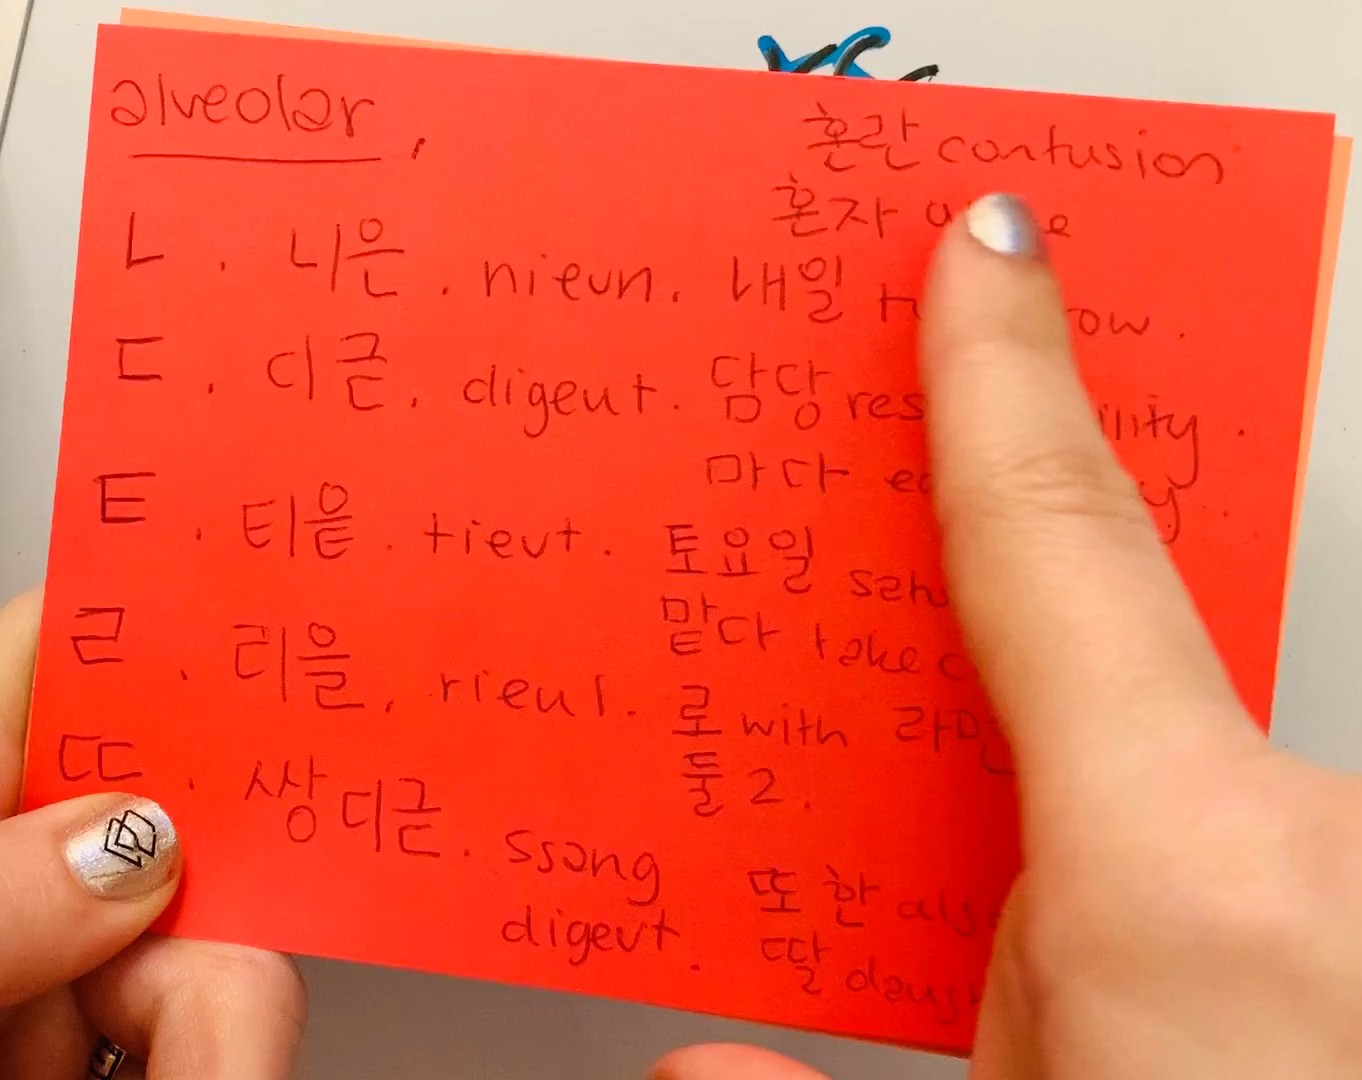 alveolar,
혼란 confusion
혼자
ㄴ. 니은. nieun. 내일
ㄷ. 디귿. digeut. 담당
마다
ㅌ. 티읕. tieut. 토요일
맡다 take
ㄹ. 리을. rieul. 로 with
둘 2.
ㄸ. 쌍디귿. ssang
digeut.
또한
딸